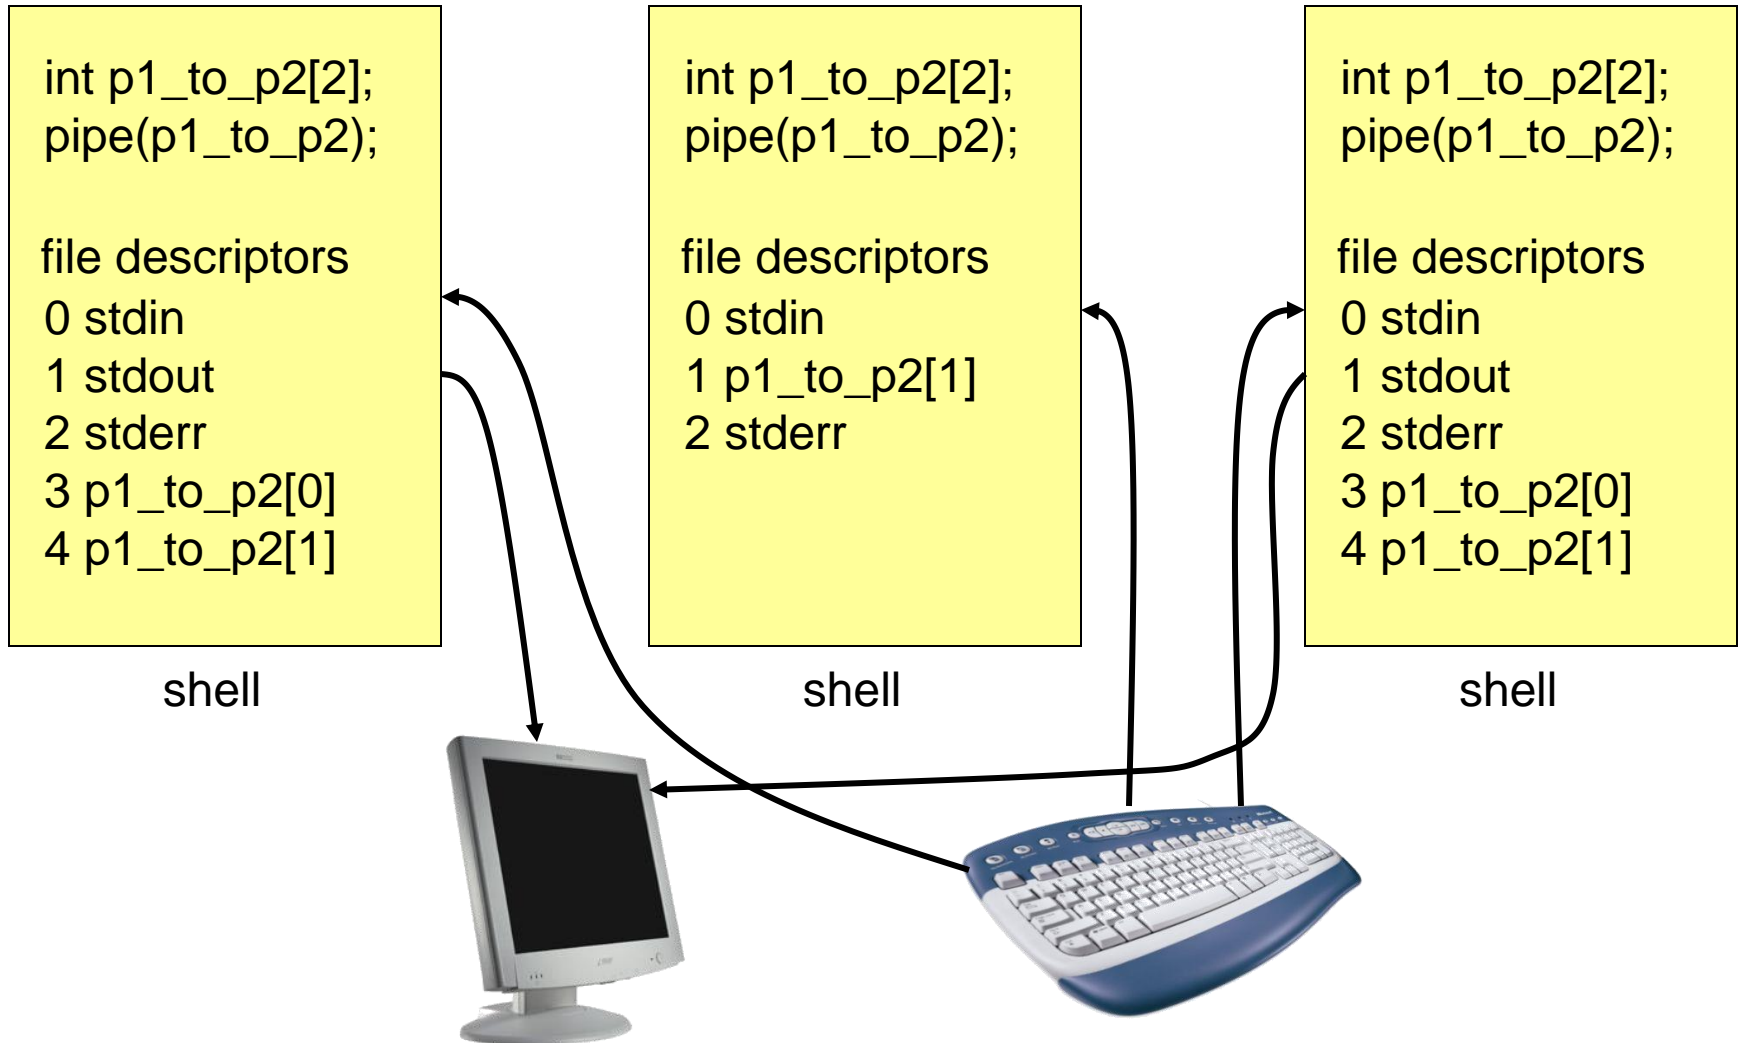 int p1_to_p2[2];
pipe(p1_to_p2);
file descriptors
0 stdin
1 stdout
2 stderr
3 p1_to_p2[0]
4 p1_to_p2[1]
shell
int p1_to_p2[2];
pipe(p1_to_p2);
file descriptors
0 stdin
1 p1_to_p2[1]
2 stderr
shell
int p1_to_p2[2];
pipe(p1_to_p2);
file descriptors
0 stdin
1 stdout
2 stderr
3 p1_to_p2[0]
4 p1_to_p2[1]
shell